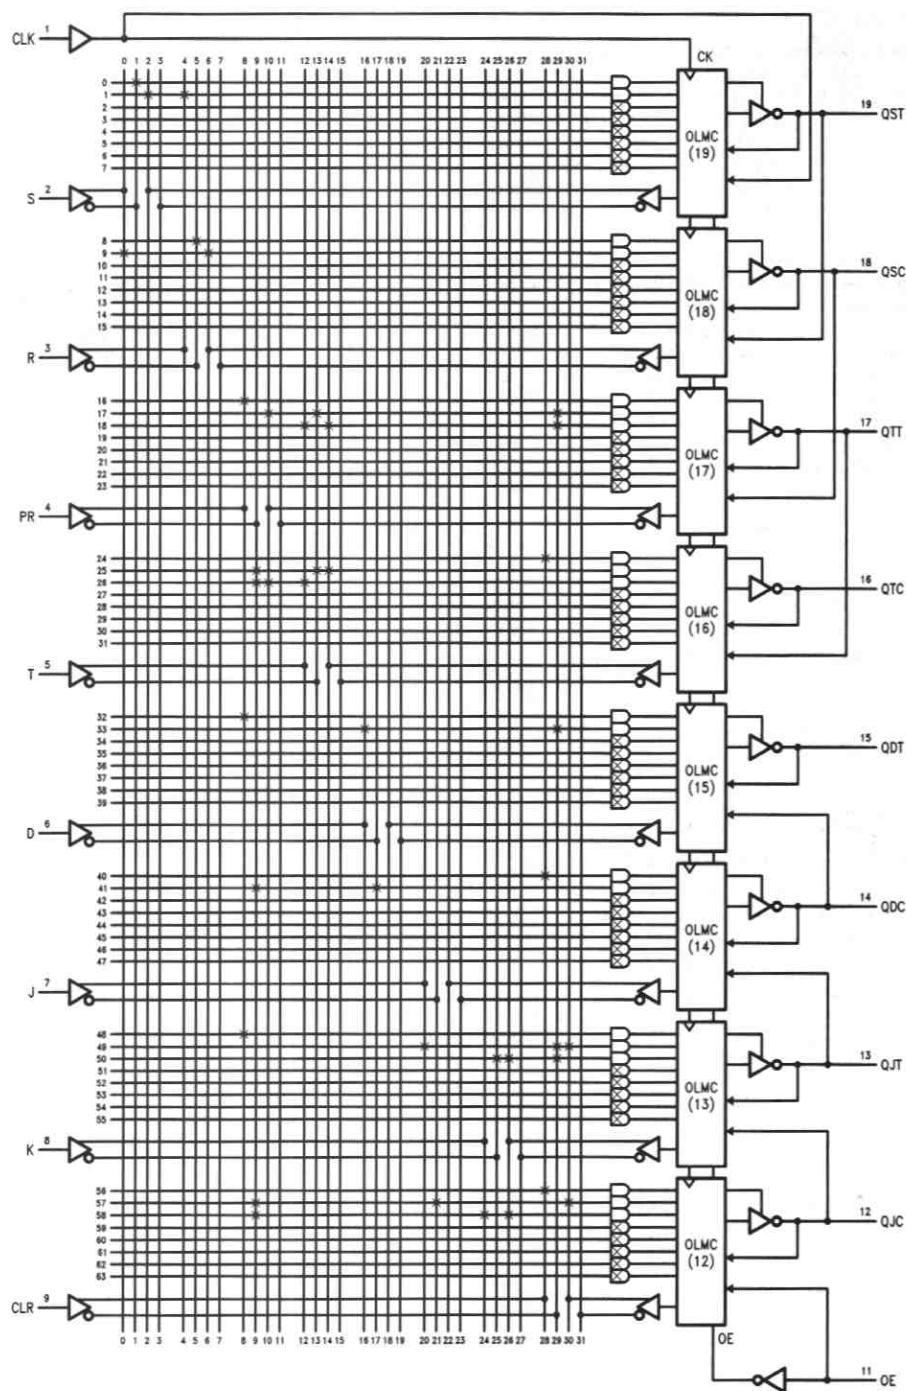 CLK 1
CK
0 1 2 3 4 5 6 7 8 9 10 11 12 13 14 15 16 17 18 19 20 21 22 23 24 25 26 27 28 29 30 31
0
1
2
3
4
5
6
7
OLMC
(19)
19 QST
S 2
8
9
10
11
12
13
14
15
OLMC
(18)
18 QSC
R 3
16
17
18
19
20
21
22
23
OLMC
(17)
17 QTT
PR 4
24
25
26
27
28
29
30
31
OLMC
(16)
16 QTC
T 5
32
33
34
35
36
37
38
39
OLMC
(15)
15 QDT
D 6
40
41
42
43
44
45
46
47
OLMC
(14)
14 QDC
J 7
48
49
50
51
52
53
54
55
OLMC
(13)
13 QJT
K 8
56
57
58
59
60
61
62
63
OLMC
(12)
12 QJC
CLR 9
0 1 2 3 4 5 6 7 8 9 10 11 12 13 14 15 16 17 18 19 20 21 22 23 24 25 26 27 28 29 30 31
OE
11 OE